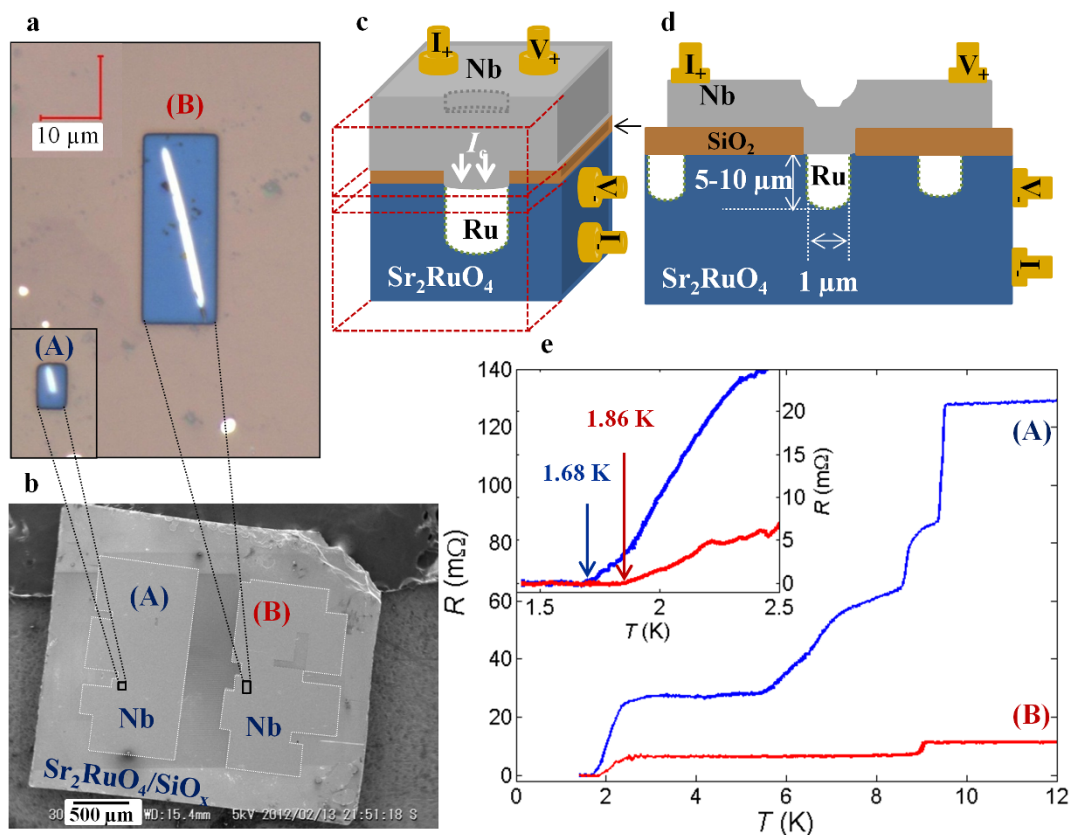 a
10 µm
(B)
(A)
b
(A)
(B)
Nb
Nb
Sr₂RuO₄/SiOₓ
500 µm
30
WD:15.4mm
5kV 2012/02/13 21:51:18 S
c
I₊
V₊
Nb
I_c
Ru
V₋
I₋
Sr₂RuO₄
d
I₊
V₊
Nb
SiO₂
5-10 µm
Ru
1 µm
V₋
I₋
Sr₂RuO₄
e
140
120
100
80
60
40
20
0
R (mΩ)
0
2
4
6
8
10
12
T (K)
(A)
(B)
1.86 K
1.68 K
20
15
10
5
0
R (mΩ)
1.5
2
2.5
T (K)